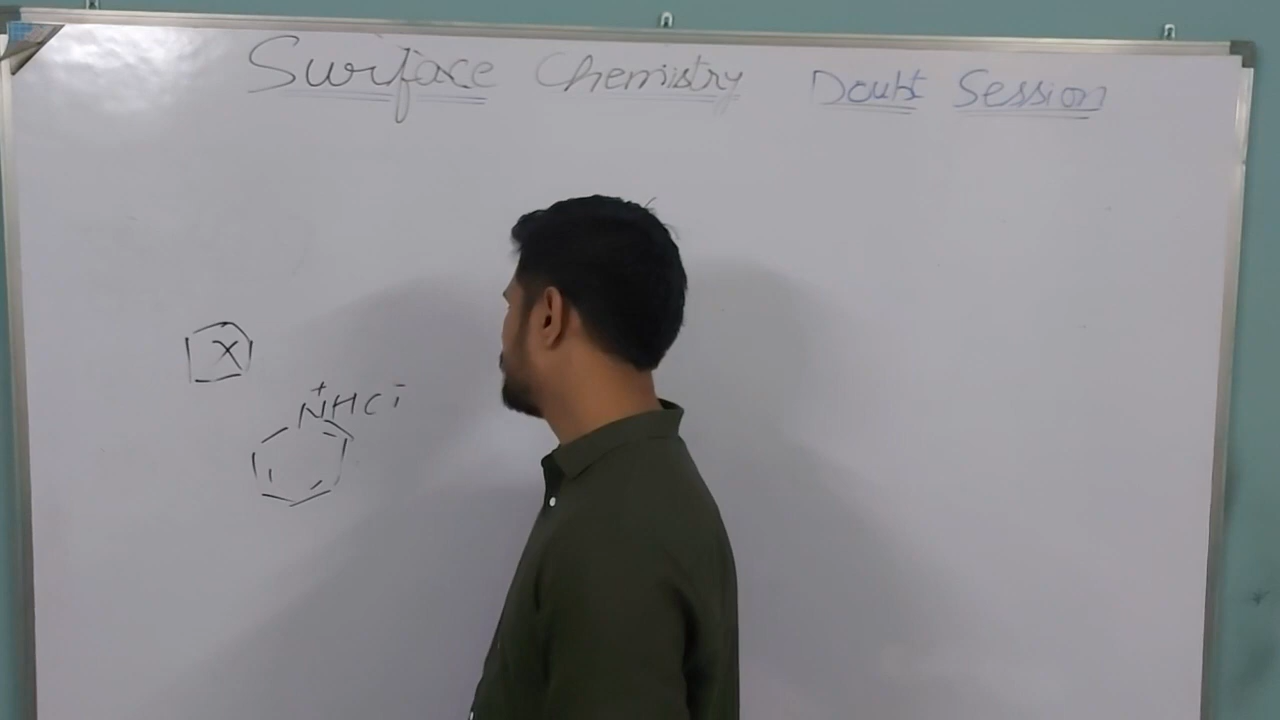 Surface Chemistry Doubt Session
X
+
NHCl-